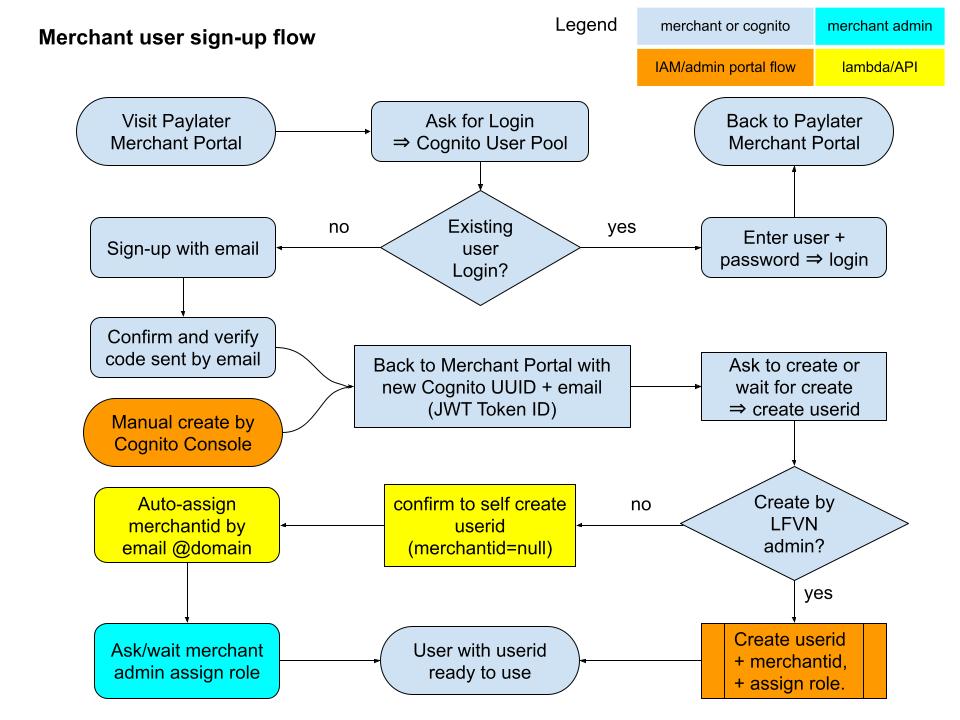 Merchant user sign-up flow
Legend
merchant or cognito
merchant admin
IAM/admin portal flow
lambda/API
Visit Paylater
Merchant Portal
Ask for Login
⇒ Cognito User Pool
Back to Paylater
Merchant Portal
Sign-up with email
no
Existing
user
Login?
yes
Enter user +
password ⇒ login
Confirm and verify
code sent by email
Manual create by
Cognito Console
Back to Merchant Portal with
new Cognito UUID + email
(JWT Token ID)
Ask to create or
wait for create
⇒ create userid
Auto-assign
merchantid by
email @domain
confirm to self create
userid
(merchantid=null)
no
Create by
LFVN
admin?
yes
Ask/wait merchant
admin assign role
User with userid
ready to use
Create userid
+ merchantid,
+ assign role.